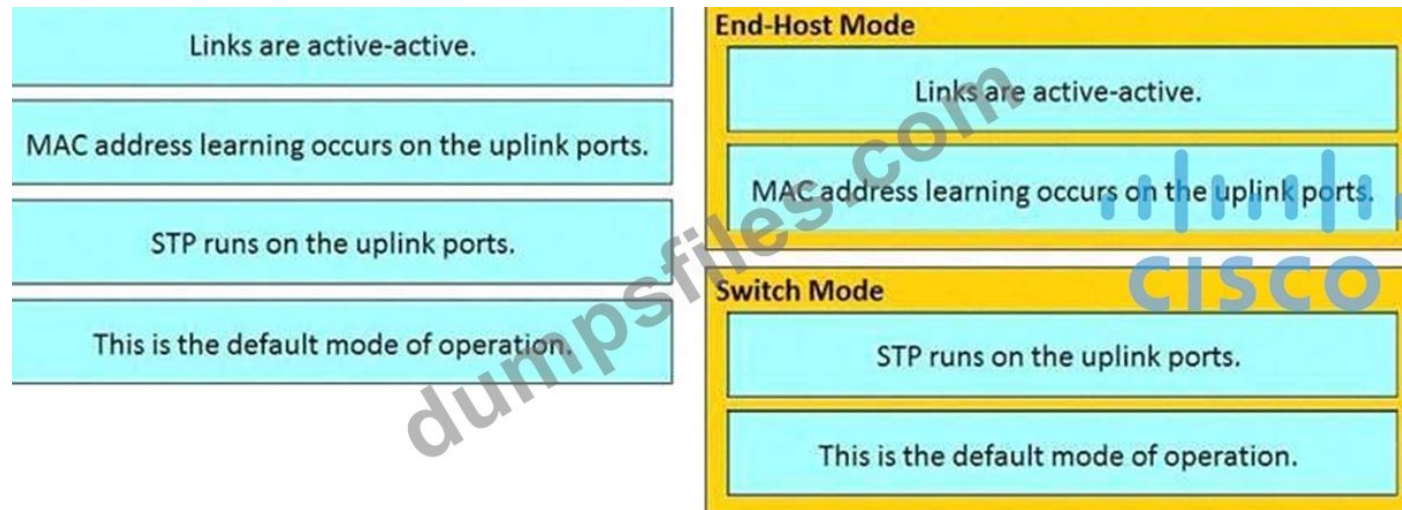 Links are active-active.
MAC address learning occurs on the uplink ports.
STP runs on the uplink ports.
This is the default mode of operation.
End-Host Mode
Links are active-active.
MAC address learning occurs on the uplink ports.
Switch Mode
STP runs on the uplink ports.
This is the default mode of operation.
dumpsfiles.com
CISCO